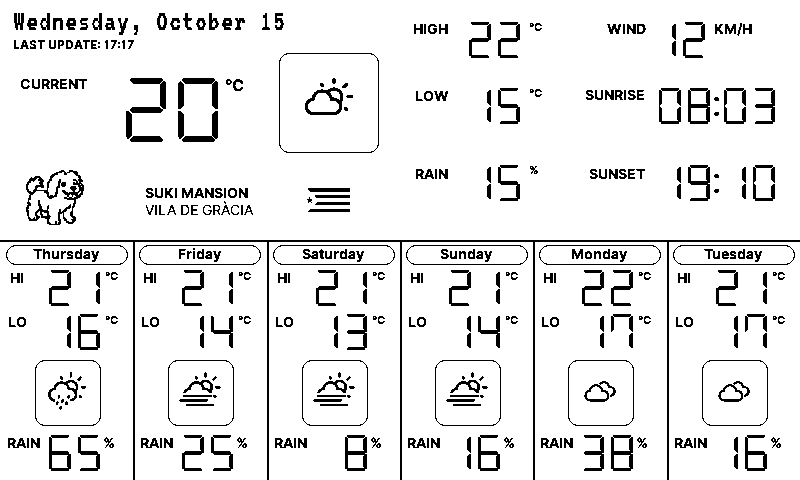 Wednesday, October 15
LAST UPDATE: 17:17
CURRENT 20 °C
HIGH 22 °C
WIND 12 KM/H
LOW 15 °C
SUNRISE 08:03
RAIN 15 %
SUNSET 19:10
SUKI MANSION
VILA DE GRÀCIA
Thursday
HI 21 °C
LO 16 °C
RAIN 65 %
Friday
HI 21 °C
LO 14 °C
RAIN 25 %
Saturday
HI 21 °C
LO 13 °C
RAIN 8 %
Sunday
HI 21 °C
LO 14 °C
RAIN 16 %
Monday
HI 22 °C
LO 17 °C
RAIN 38 %
Tuesday
HI 21 °C
LO 17 °C
RAIN 16 %